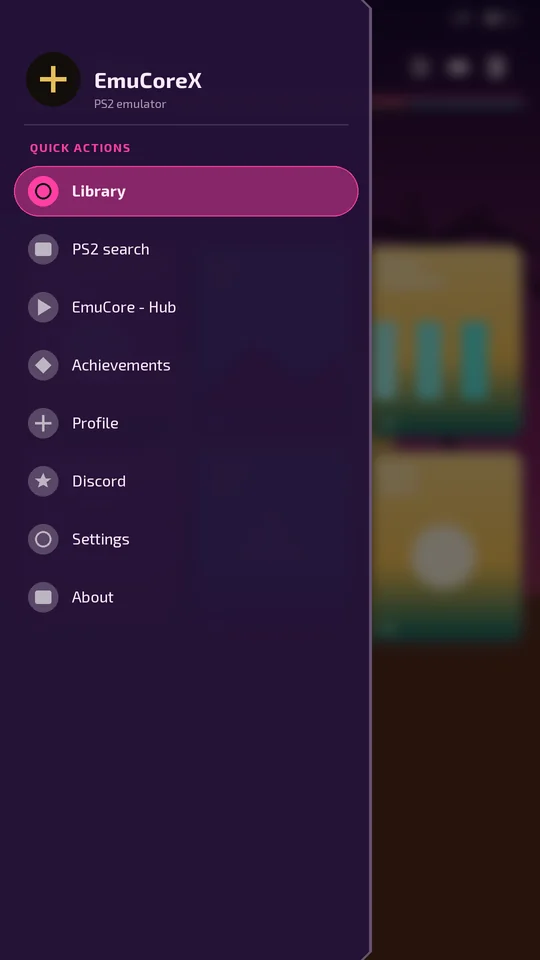 EmuCoreX
PS2 emulator
QUICK ACTIONS
Library
PS2 search
EmuCore - Hub
Achievements
Profile
Discord
Settings
About